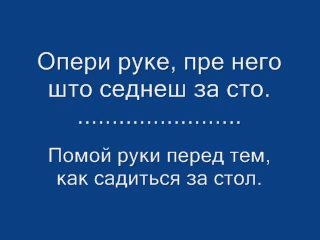 Опери руке, пре него
што седнеш за сто.
........................
Помой руки перед тем,
как садиться за стол.